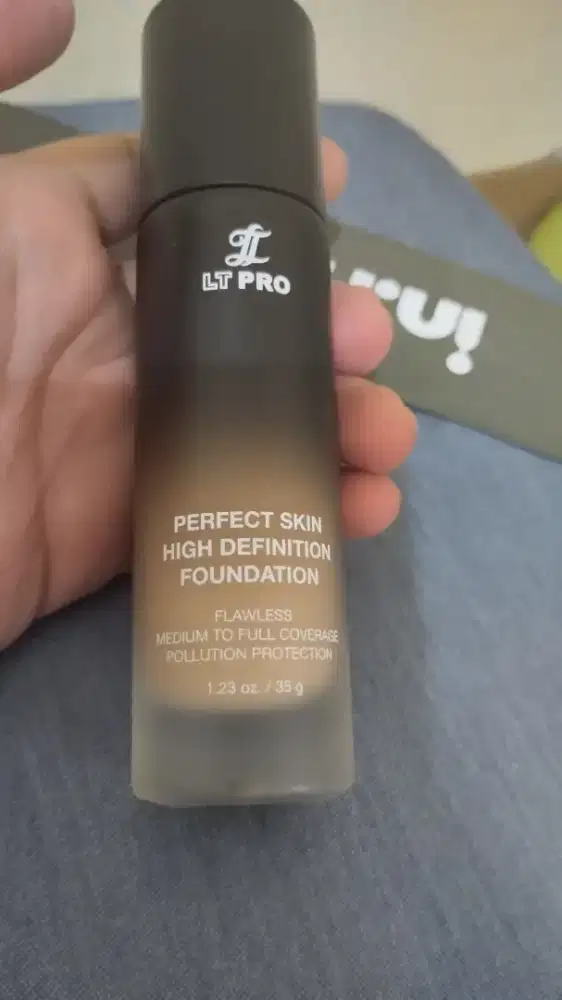 LT PRO
PERFECT SKIN
HIGH DEFINITION
FOUNDATION
FLAWLESS
MEDIUM TO FULL COVERAGE
POLLUTION PROTECTION
1.23 oz. / 35 g